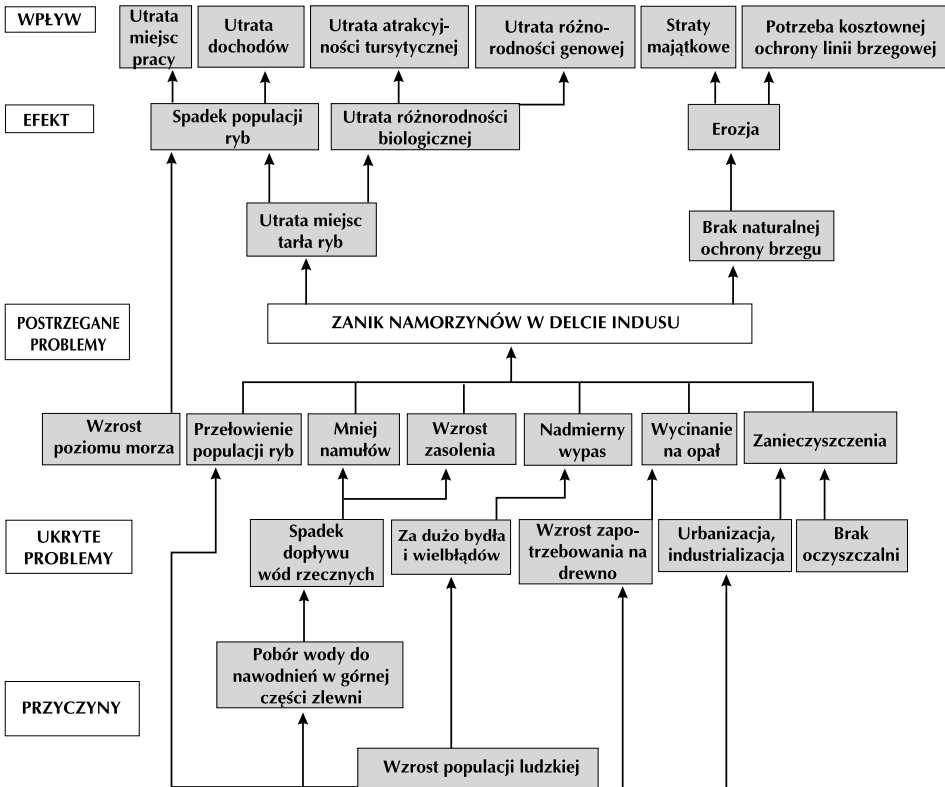 WPŁYW
Utrata
miejsc
pracy
Utrata
dochodów
Utrata atrakcyj-
ności tursytycznej
Utrata różno-
rodności genowej
Straty
majątkowe
Potrzeba kosztownej
ochrony linii brzegowej
EFEKT
Spadek populacji
ryb
Utrata różnorodności
biologicznej
Erozja
Utrata miejsc
tarła ryb
Brak naturalnej
ochrony brzegu
POSTRZEGANE
PROBLEMY
ZANIK NAMORZYNÓW W DELCIE INDUSU
Wzrost
poziomu morza
Przełowienie
populacji ryb
Mniej
namułów
Wzrost
zasolenia
Nadmierny
wypas
Wycinanie
na opał
Zanieczyszczenia
UKRYTE
PROBLEMY
Spadek
dopływu
wód rzecznych
Za dużo bydła
i wielbłądów
Wzrost zapo-
trzebowania na
drewno
Urbanizacja,
industrializacja
Brak
oczyszczalni
PRZYCZYNY
Pobór wody do
nawodnień w górnej
części zlewni
Wzrost populacji ludzkiej